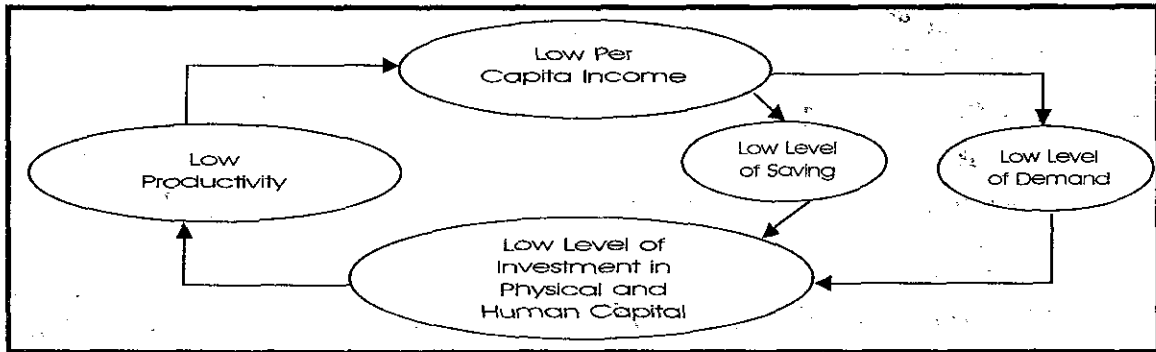 Low Per
Capita Income
Low
Productivity
Low Level
of Saving
Low Level
of Demand
Low Level of
Investment in
Physical and
Human Capital